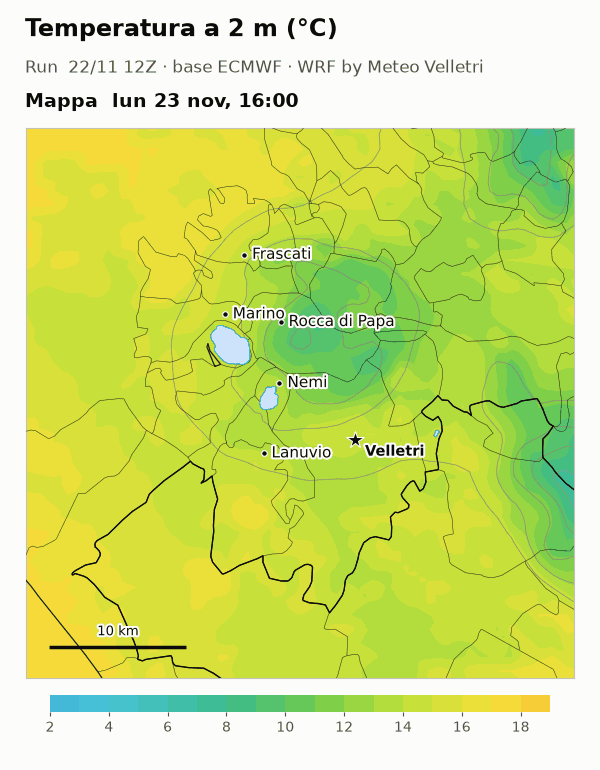 Temperatura a 2 m (°C)
Run  22/11 12Z · base ECMWF · WRF by Meteo Velletri
Mappa  lun 23 nov, 16:00
Frascati
Marino
Rocca di Papa
Nemi
Lanuvio
Velletri
10 km
2 4 6 8 10 12 14 16 18